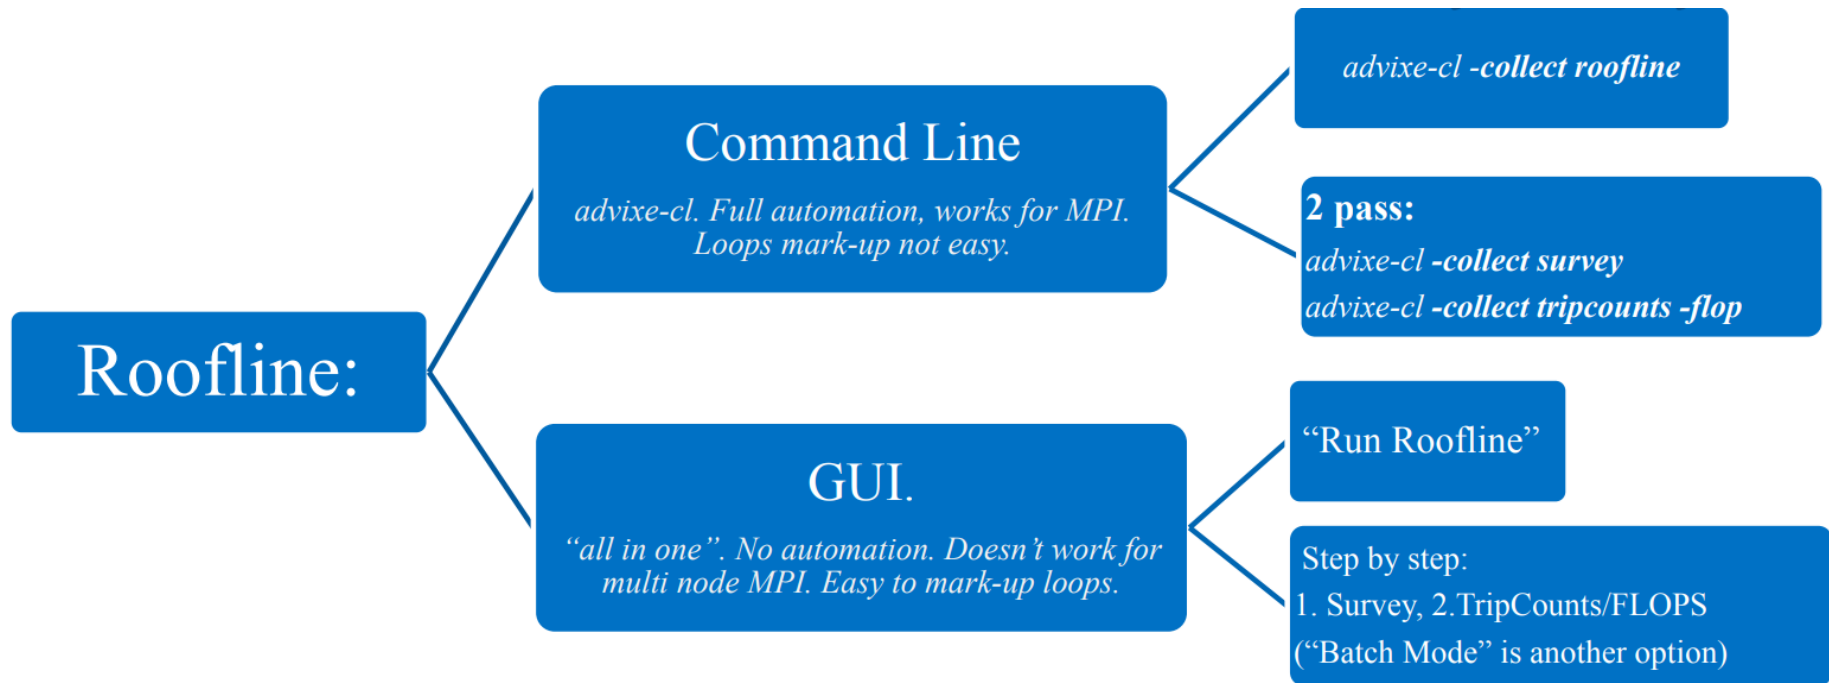 Roofline:
Command Line
advixe-cl. Full automation, works for MPI.
Loops mark-up not easy.
advixe-cl -collect roofline
2 pass:
advixe-cl -collect survey
advixe-cl -collect tripcounts -flop
GUI.
“all in one”. No automation. Doesn’t work for
multi node MPI. Easy to mark-up loops.
“Run Roofline”
Step by step:
1. Survey, 2.TripCounts/FLOPS
(“Batch Mode” is another option)